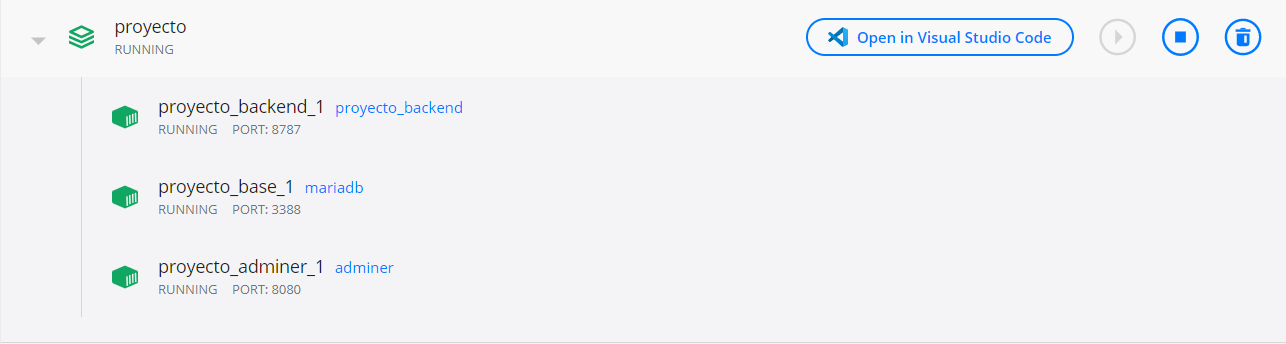 proyecto
RUNNING
Open in Visual Studio Code
proyecto_backend_1 proyecto_backend
RUNNING PORT: 8787
proyecto_base_1 mariadb
RUNNING PORT: 3388
proyecto_adminer_1 adminer
RUNNING PORT: 8080